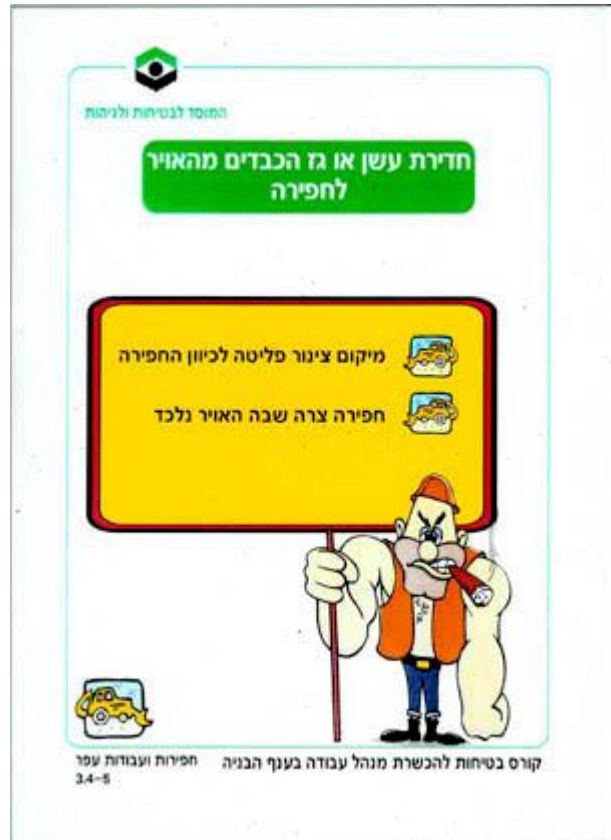 המוסד לבטיחות ולגיהות
חדירת עשן או גז הכבדים מהאויר
לחפירה
מיקום צינור פליטה לכיוון החפירה
חפירה צרה שבה האויר נלכד
קורס בטיחות להכשרת מנהל עבודה בענף הבניה
חפירות ועבודות עפר
3.4-5